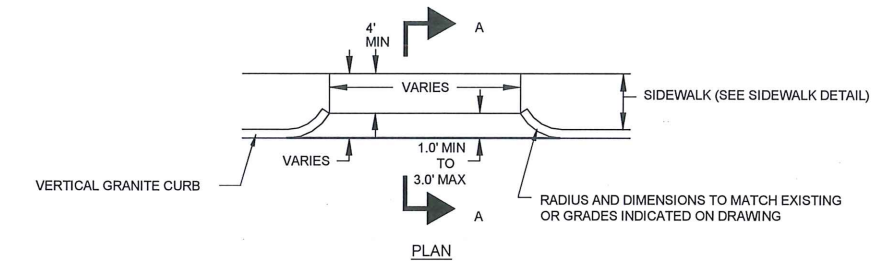 4'
MIN
A
VARIES
SIDEWALK (SEE SIDEWALK DETAIL)
VARIES
1.0' MIN
TO
3.0' MAX
VERTICAL GRANITE CURB
RADIUS AND DIMENSIONS TO MATCH EXISTING
OR GRADES INDICATED ON DRAWING
A
PLAN